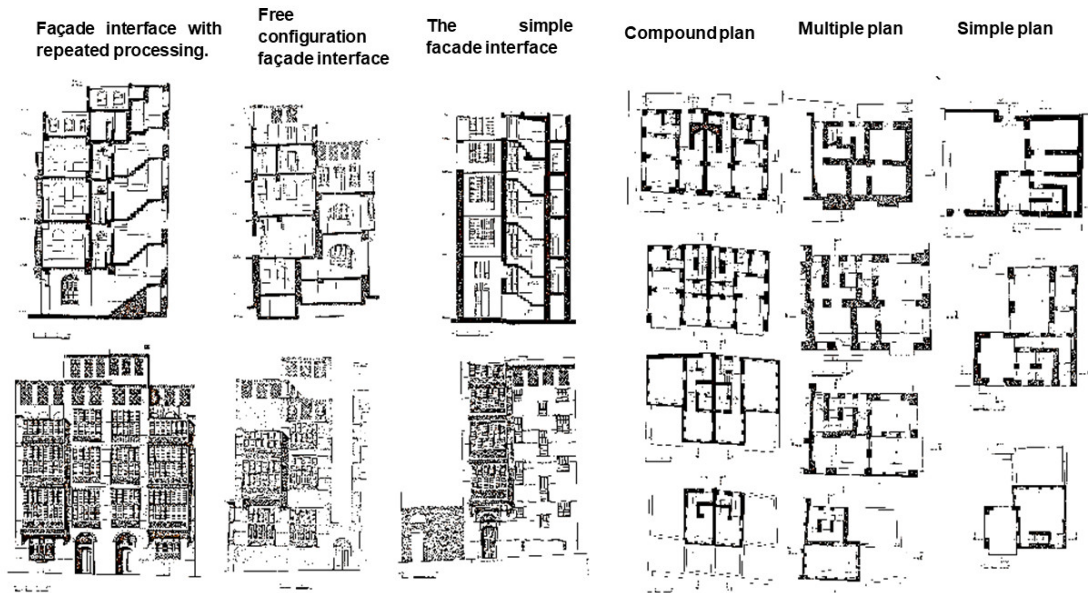 Façade interface with
repeated processing.
Free
configuration
façade interface
The simple
facade interface
Compound plan
Multiple plan
Simple plan